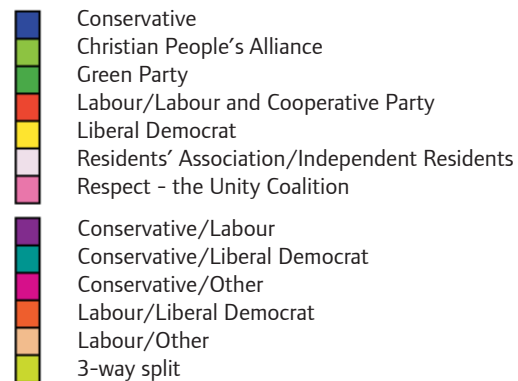 Conservative
Christian People′s Alliance
Green Party
Labour/Labour and Cooperative Party
Liberal Democrat
Residents′ Association/Independent Residents
Respect - the Unity Coalition
Conservative/Labour
Conservative/Liberal Democrat
Conservative/Other
Labour/Liberal Democrat
Labour/Other
3-way split